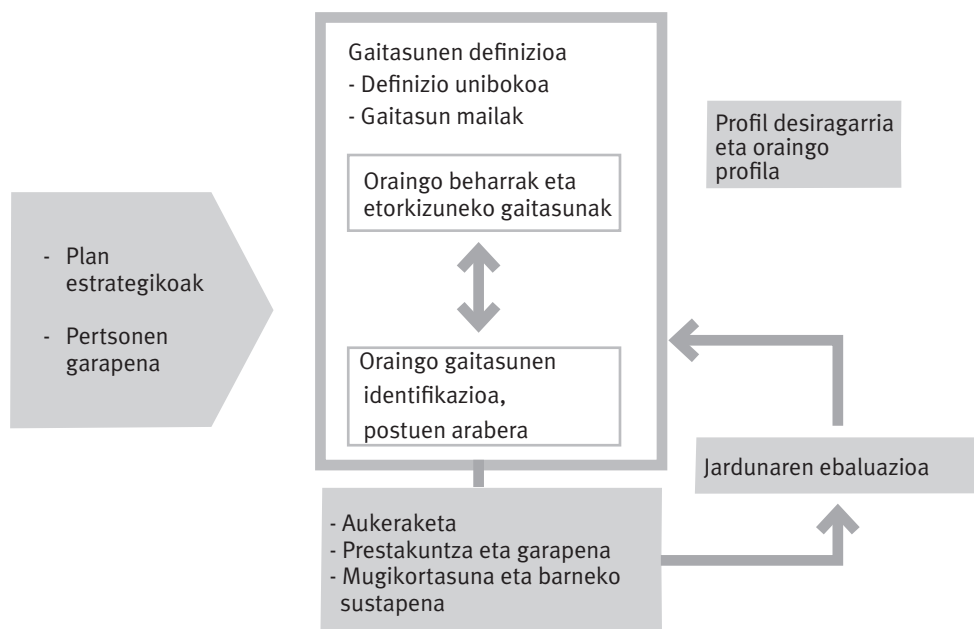 Gaitasunen definizioa
- Definizio unibokoa
- Gaitasun mailak
Oraingo beharrak eta
etorkizuneko gaitasunak
Oraingo gaitasunen
identifikazioa,
postuen arabera
Profil desiragarria
eta oraingo
profila
- Plan
estrategikoak
- Pertsonen
garapena
Jardunaren ebaluazioa
- Aukeraketa
- Prestakuntza eta garapena
- Mugikortasuna eta barneko
sustapena